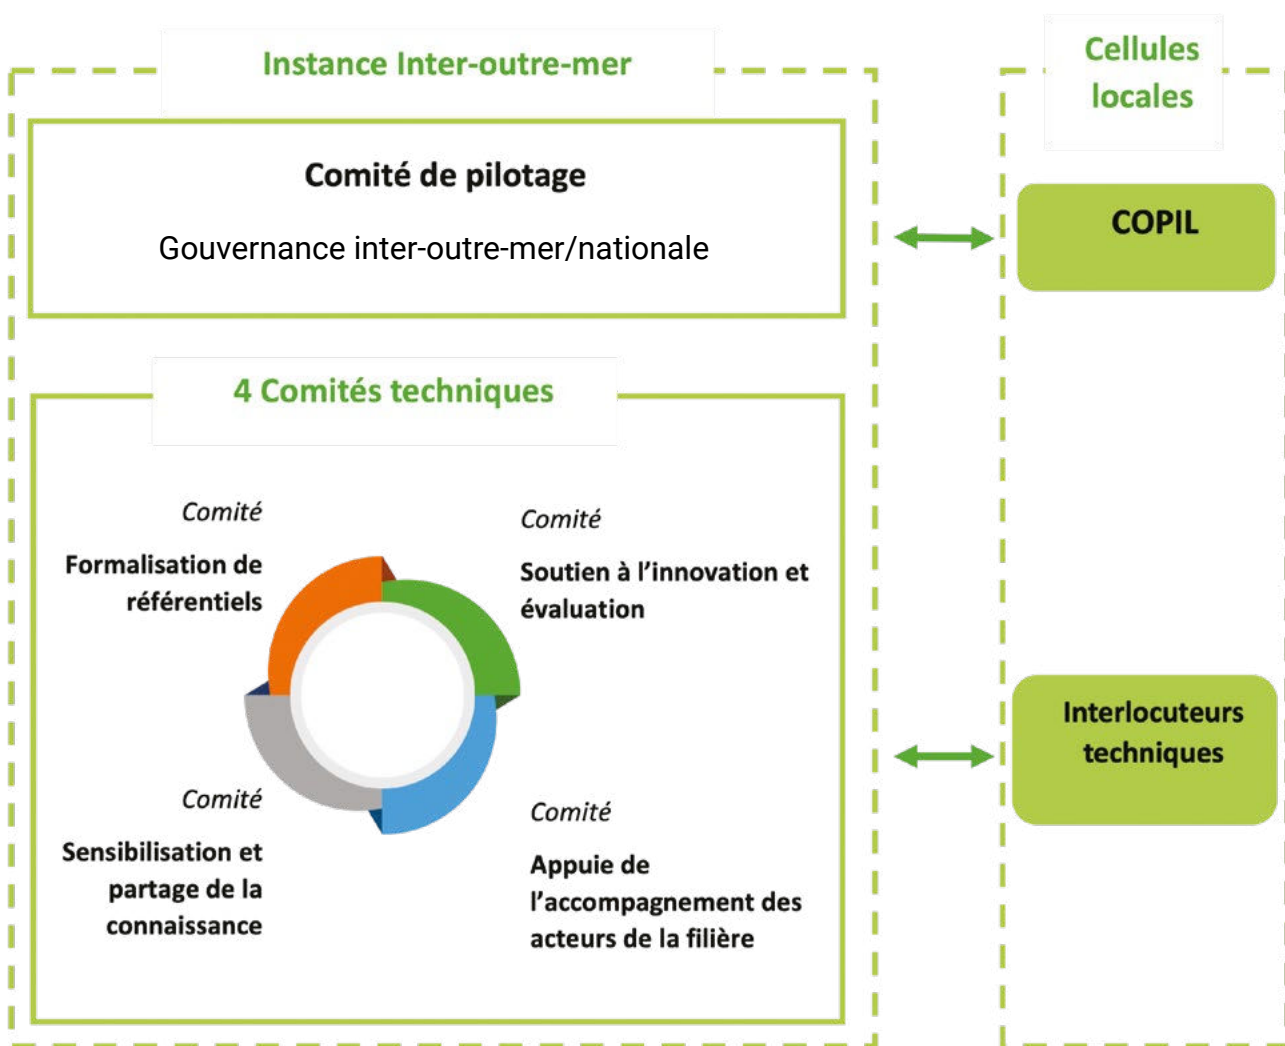 Instance Inter-outre-mer
Comité de pilotage
Gouvernance inter-outre-mer/nationale
4 Comités techniques
Comité
Formalisation de
référentiels
Comité
Soutien à l'innovation et
évaluation
Comité
Sensibilisation et
partage de la
connaissance
Comité
Appuie de
l'accompagnement des
acteurs de la filière
Cellules
locales
COPIL
Interlocuteurs
techniques